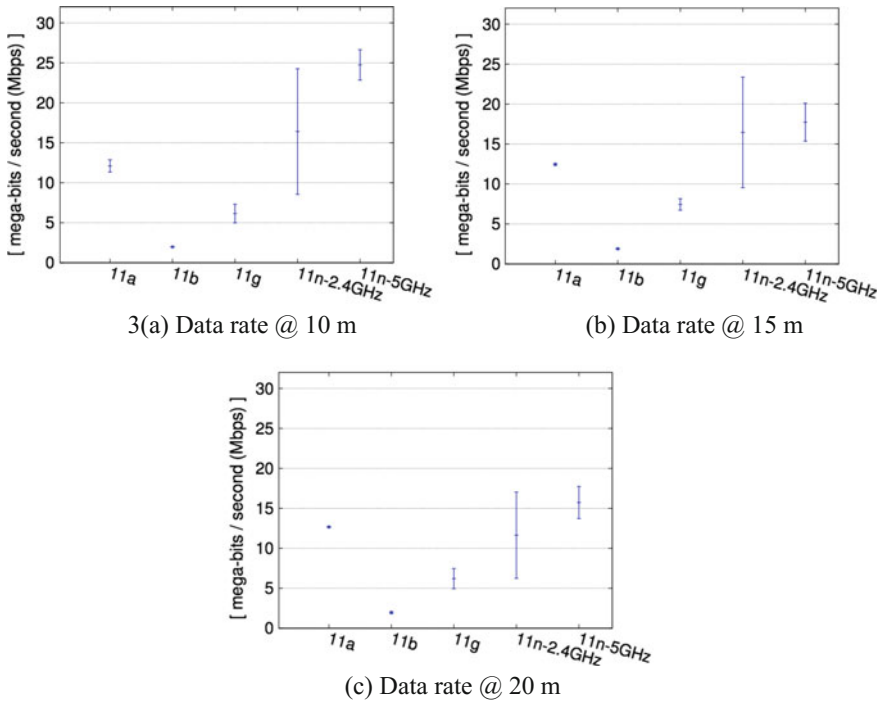 [ mega-bits / second (Mbps) ]
30
25
20
15
10
5
0
11a
11b
11g
11n-2.4GHz
11n-5GHz
3(a) Data rate @ 10 m
[ mega-bits / second (Mbps) ]
30
25
20
15
10
5
0
11a
11b
11g
11n-2.4GHz
11n-5GHz
(b) Data rate @ 15 m
[ mega-bits / second (Mbps) ]
30
25
20
15
10
5
0
11a
11b
11g
11n-2.4GHz
11n-5GHz
(c) Data rate @ 20 m